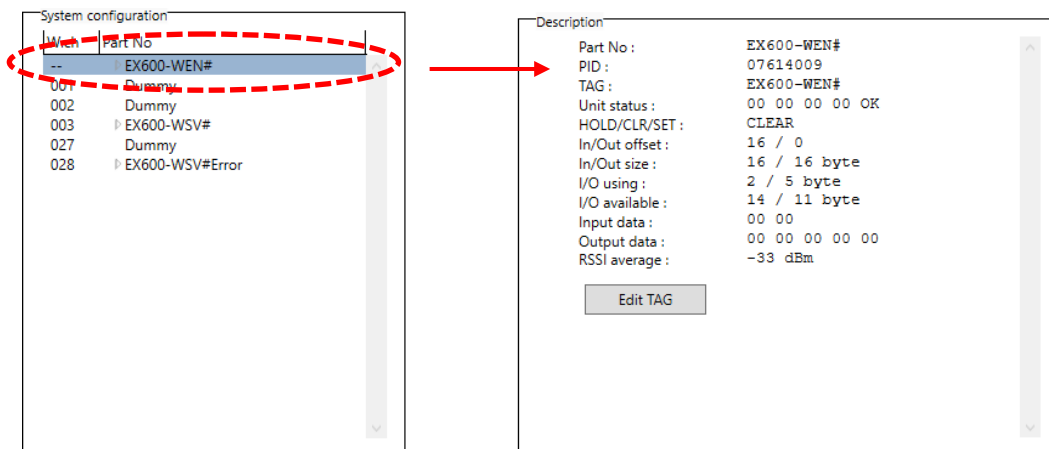 System configuration
Wch Part No
-- EX600-WEN#
001 Dummy
002 Dummy
003 EX600-WSV#
027 Dummy
028 EX600-WSV#Error
Description
Part No : EX600-WEN#
PID : 07614009
TAG : EX600-WEN#
Unit status : 00 00 00 00 OK
HOLD/CLR/SET : CLEAR
In/Out offset : 16 / 0
In/Out size : 16 / 16 byte
I/O using : 2 / 5 byte
I/O available : 14 / 11 byte
Input data : 00 00
Output data : 00 00 00 00 00
RSSI average : -33 dBm
Edit TAG